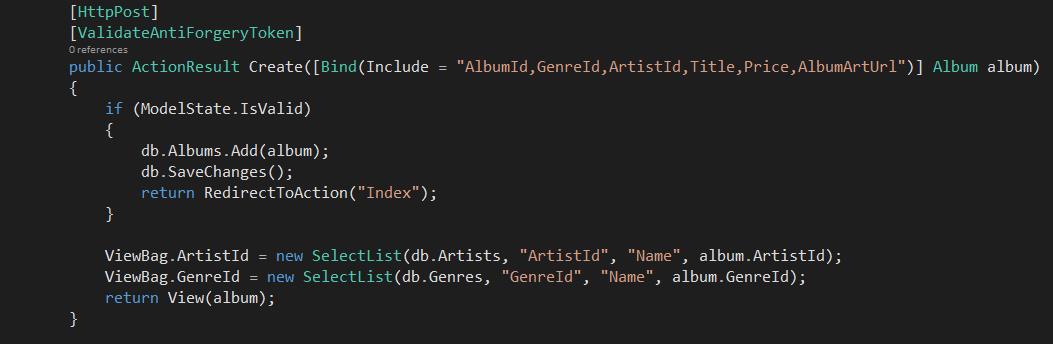 [HttpPost]
[ValidateAntiForgeryToken]
0 references
public ActionResult Create([Bind(Include = "AlbumId,GenreId,ArtistId,Title,Price,AlbumArtUrl")] Album album)
{
if (ModelState.IsValid)
{
db.Albums.Add(album);
db.SaveChanges();
return RedirectToAction("Index");
}
ViewBag.ArtistId = new SelectList(db.Artists, "ArtistId", "Name", album.ArtistId);
ViewBag.GenreId = new SelectList(db.Genres, "GenreId", "Name", album.GenreId);
return View(album);
}